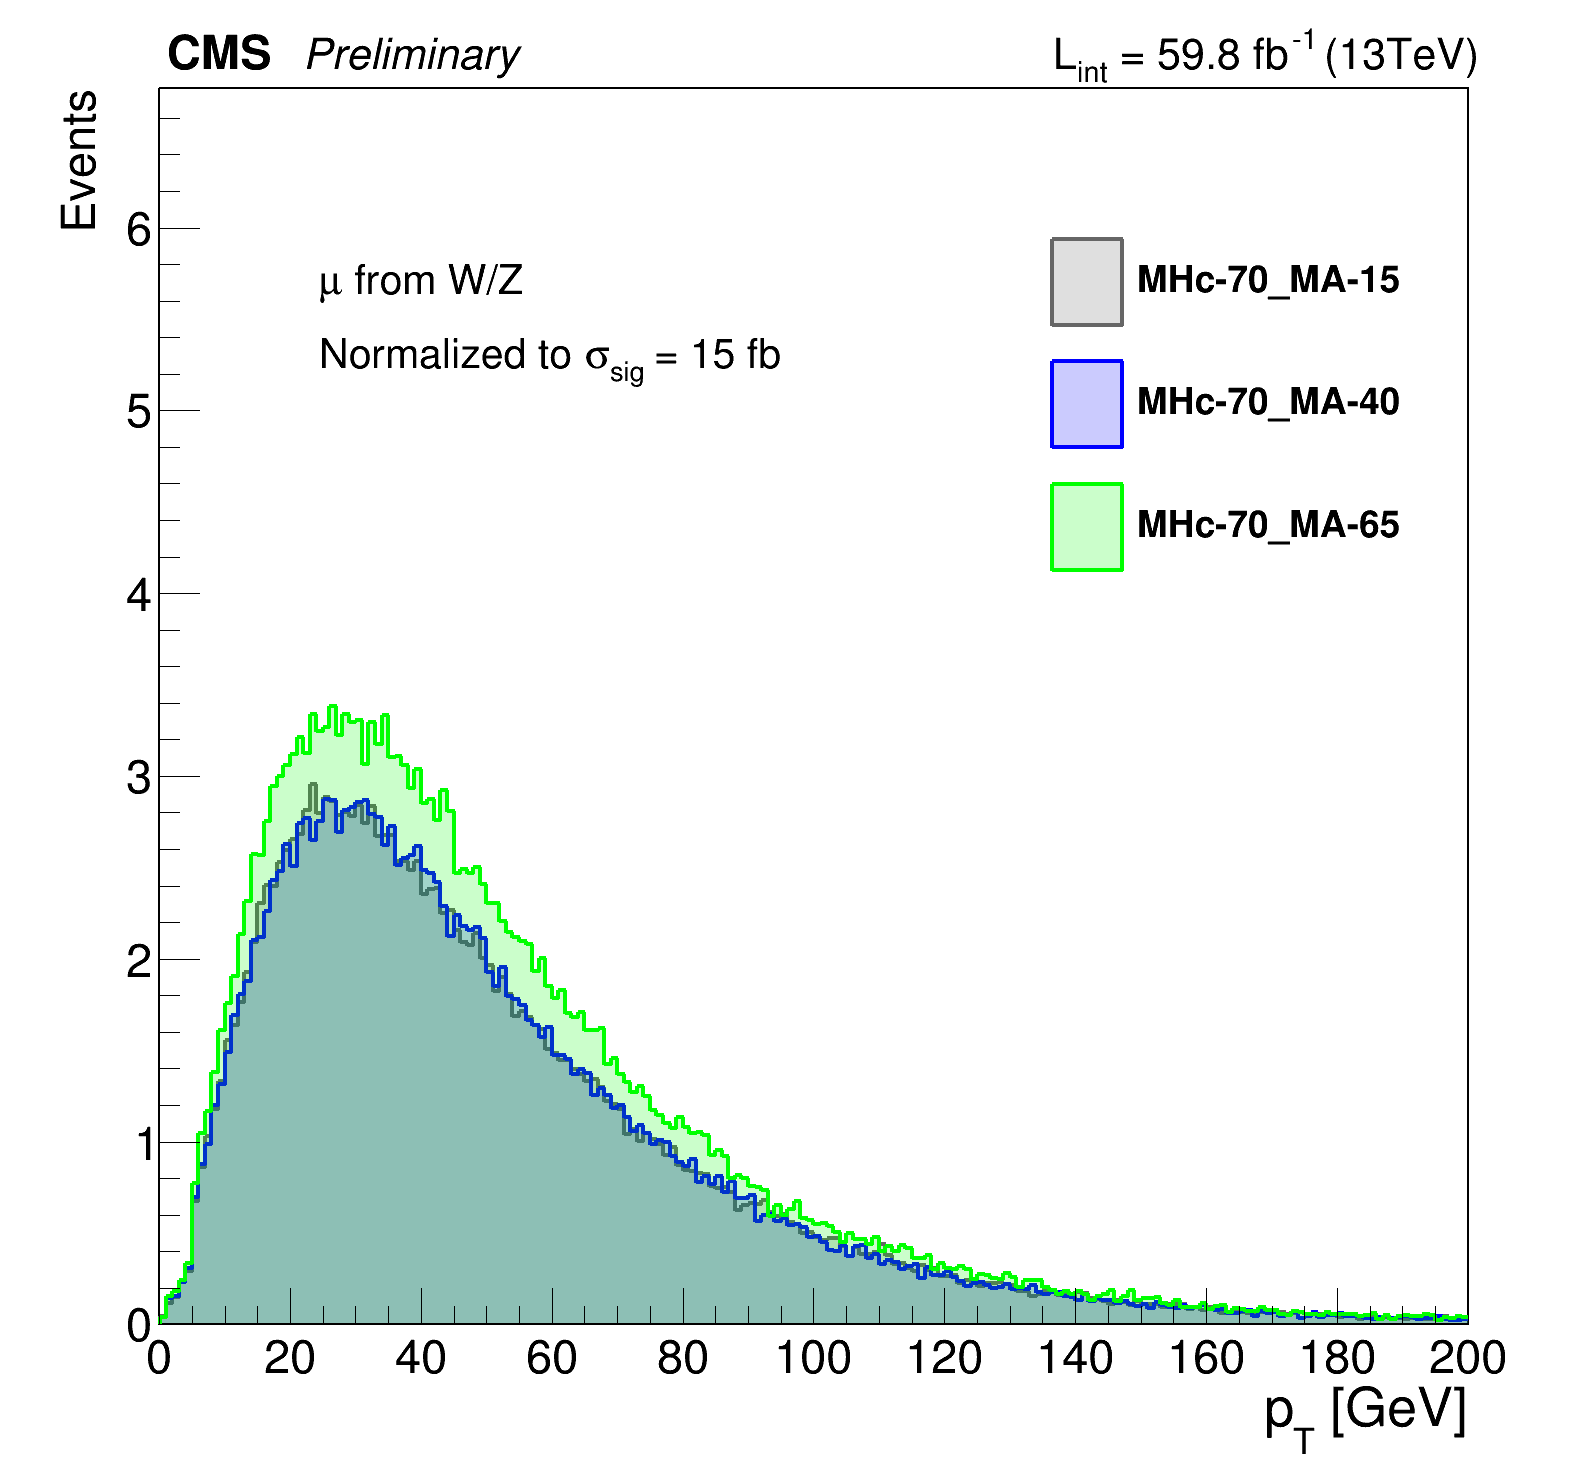 CMS Preliminary
L_int = 59.8 fb^-1 (13TeV)
Events
6
5
4
3
2
1
0
μ from W/Z
Normalized to σ_sig = 15 fb
MHc-70_MA-15
MHc-70_MA-40
MHc-70_MA-65
0 20 40 60 80 100 120 140 160 180 200
p_T [GeV]